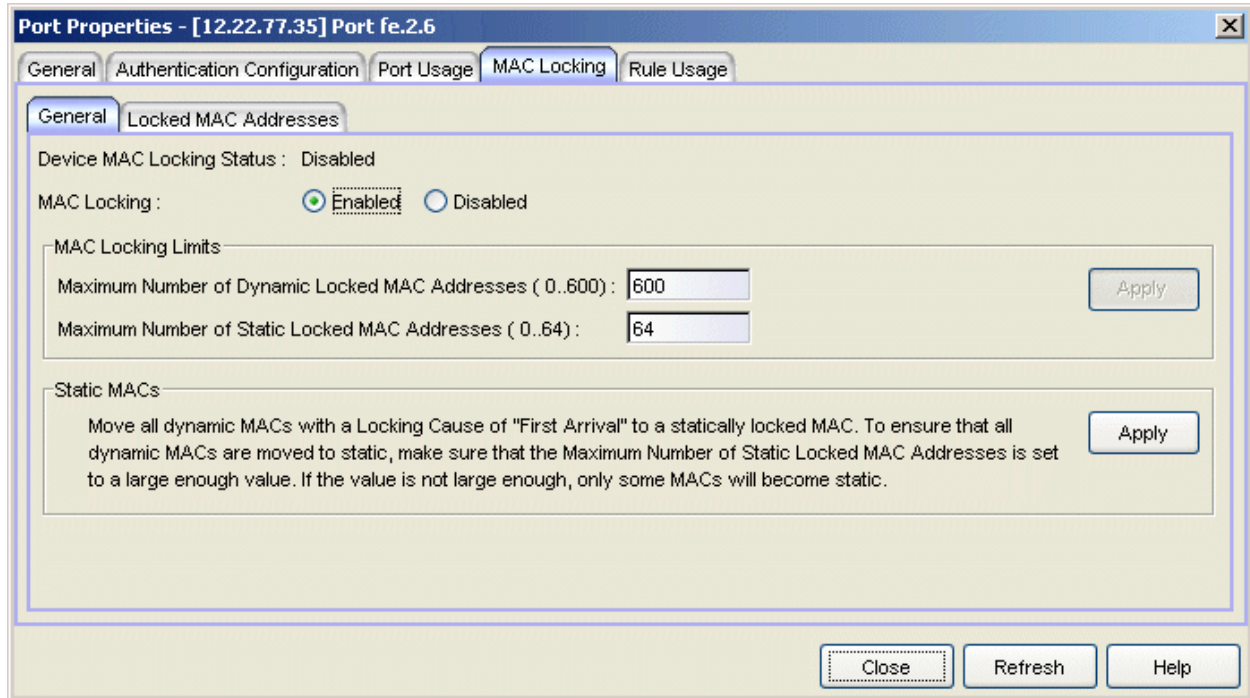 Port Properties - [12.22.77.35] Port fe.2.6
General Authentication Configuration Port Usage MAC Locking Rule Usage
General Locked MAC Addresses
Device MAC Locking Status : Disabled
MAC Locking : Enabled Disabled
MAC Locking Limits
Maximum Number of Dynamic Locked MAC Addresses ( 0..600) : 600
Apply
Maximum Number of Static Locked MAC Addresses ( 0..64) : 64
Static MACs
Move all dynamic MACs with a Locking Cause of "First Arrival" to a statically locked MAC. To ensure that all
dynamic MACs are moved to static, make sure that the Maximum Number of Static Locked MAC Addresses is set
to a large enough value. If the value is not large enough, only some MACs will become static.
Apply
Close Refresh Help